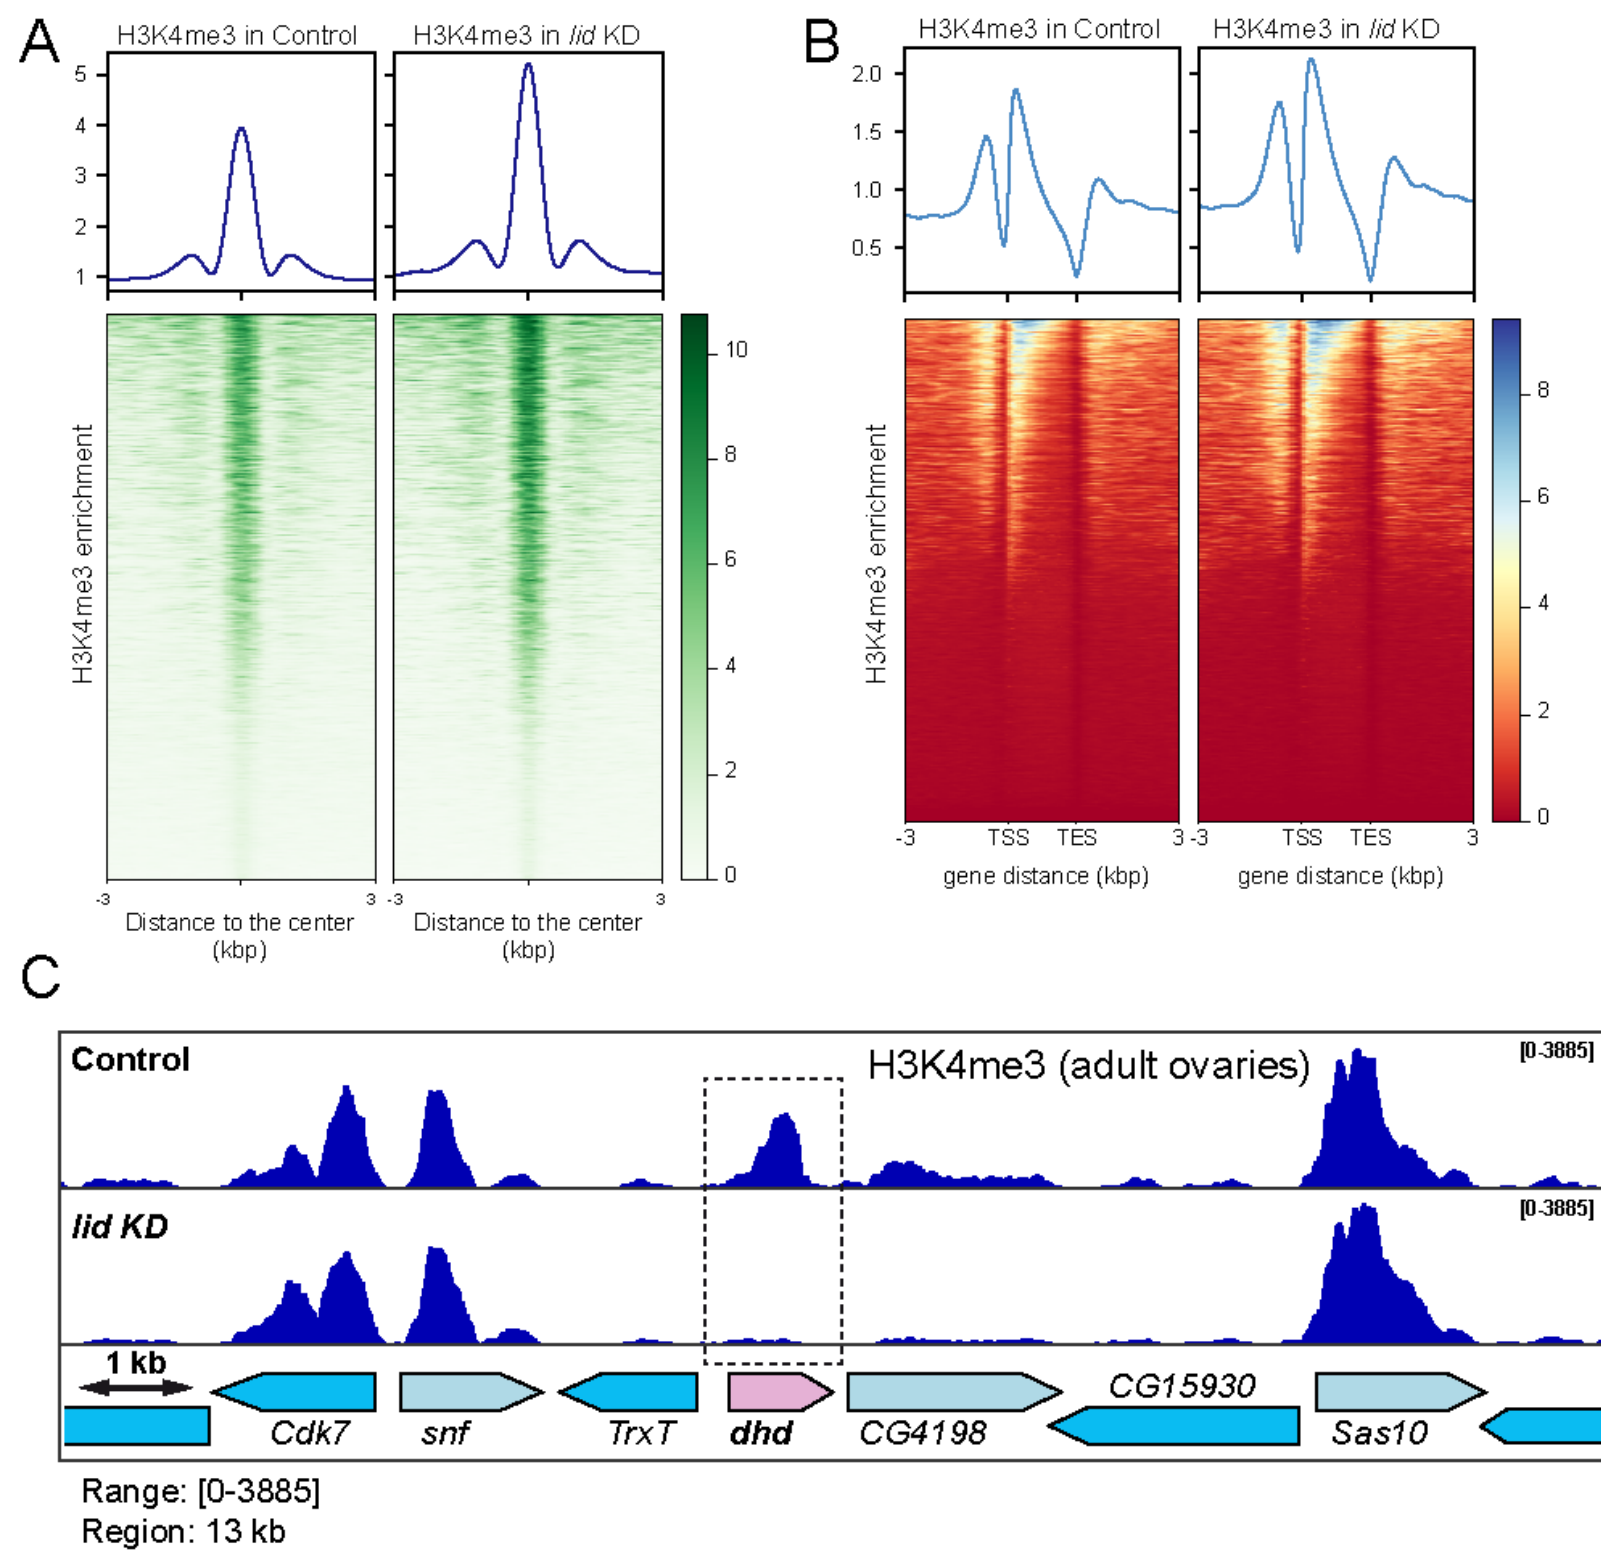 A
H3K4me3 in Control
H3K4me3 in lid KD
5
4
3
2
1
H3K4me3 enrichment
10
8
6
4
2
0
-3
3
-3
3
Distance to the center
(kbp)
Distance to the center
(kbp)
B
H3K4me3 in Control
H3K4me3 in lid KD
2.0
1.5
1.0
0.5
H3K4me3 enrichment
8
6
4
2
0
-3 TSS TES 3
-3 TSS TES 3
gene distance (kbp)
gene distance (kbp)
C
Control
H3K4me3 (adult ovaries)
[0-3885]
lid KD
[0-3885]
1 kb
CG15930
Cdk7 snf TrxT dhd CG4198 Sas10
Range: [0-3885]
Region: 13 kb